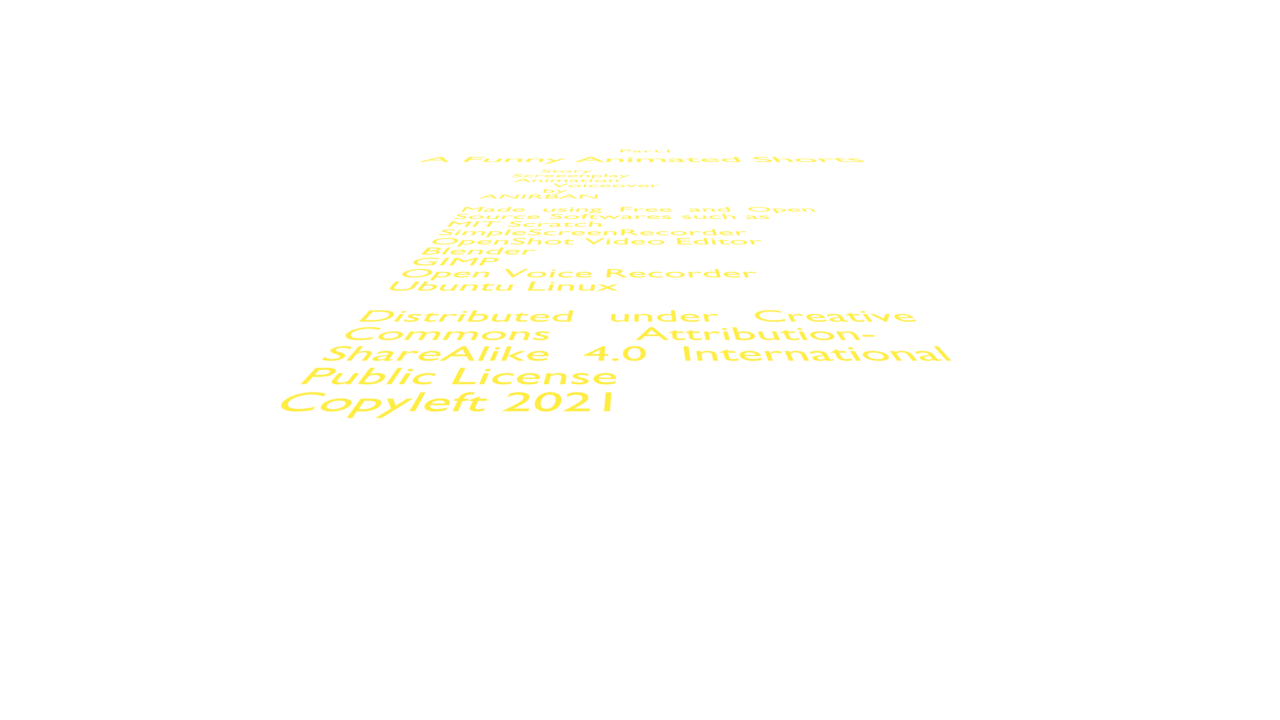 Part1
A Funny Animated Shorts
Story
Screeenplay
Animation
Voiceover
by
ANIRBAN
Made using Free and Open
Source Softwares such as
MIT Scratch
SimpleScreenRecorder
OpenShot Video Editor
Blender
GIMP
Open Voice Recorder
Ubuntu Linux
Distributed under Creative
Commons Attribution-
ShareAlike 4.0 International
Public License
Copyleft 2021